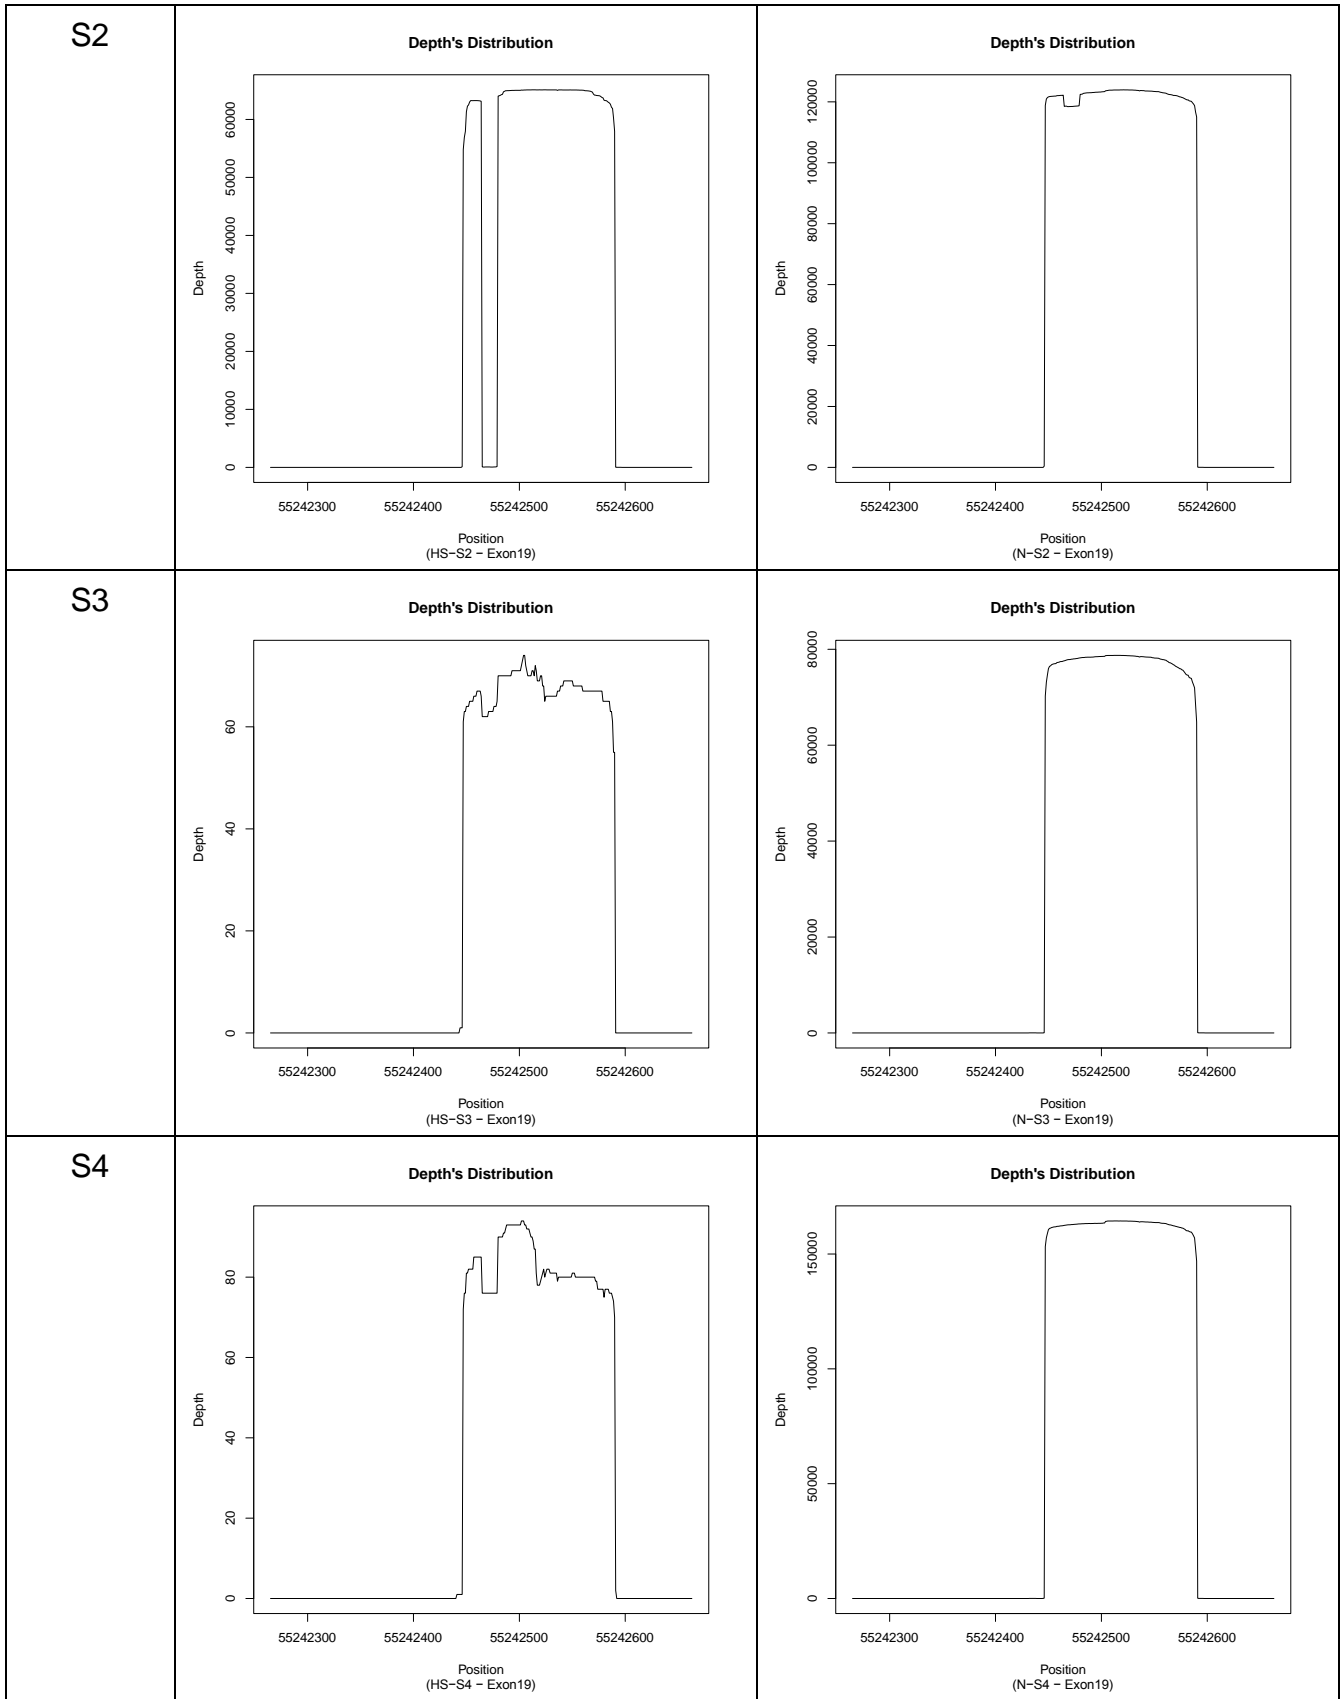 S2
Depth's Distribution
Depth
0
10000
20000
30000
40000
50000
60000
55242300 55242400 55242500 55242600
Position
(HS−S2 − Exon19)
Depth's Distribution
Depth
0
20000
40000
60000
80000
100000
120000
55242300 55242400 55242500 55242600
Position
(N−S2 − Exon19)
S3
Depth's Distribution
Depth
0
20
40
60
55242300 55242400 55242500 55242600
Position
(HS−S3 − Exon19)
Depth's Distribution
Depth
0
20000
40000
60000
80000
55242300 55242400 55242500 55242600
Position
(N−S3 − Exon19)
S4
Depth's Distribution
Depth
0
20
40
60
80
55242300 55242400 55242500 55242600
Position
(HS−S4 − Exon19)
Depth's Distribution
Depth
0
50000
100000
150000
55242300 55242400 55242500 55242600
Position
(N−S4 − Exon19)